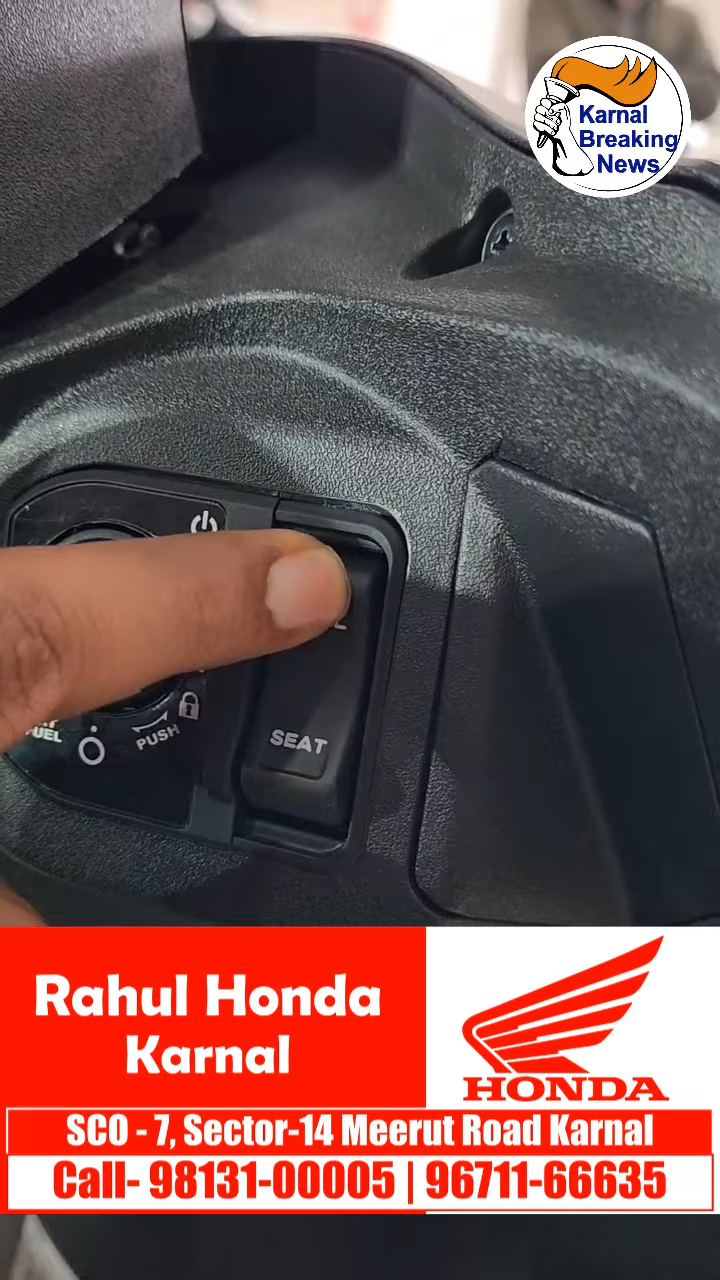 Karnal
Breaking
News
SEAT
PUSH
Rahul Honda
Karnal
HONDA
SCO - 7, Sector-14 Meerut Road Karnal
Call- 98131-00005 | 96711-66635